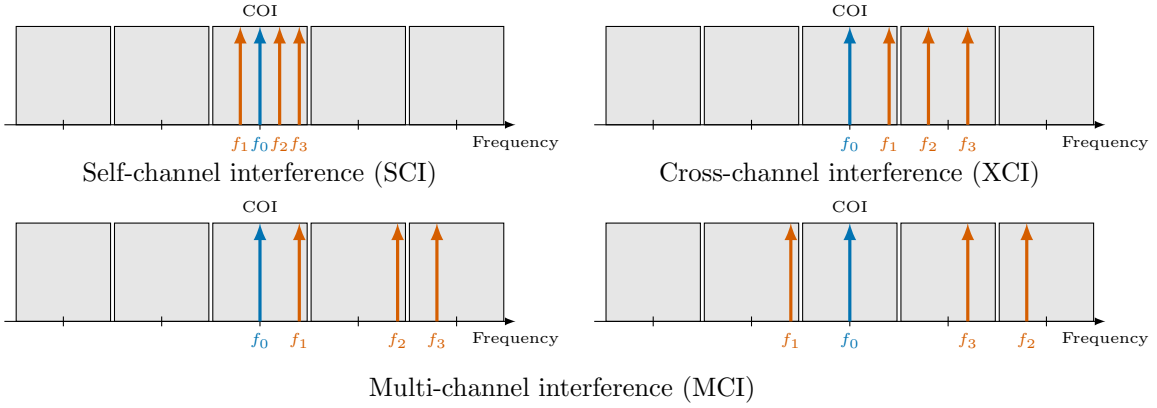 COI
f1 f0 f2 f3 Frequency
Self-channel interference (SCI)
COI
f0 f1 f2 f3 Frequency
Cross-channel interference (XCI)
COI
f0 f1 f2 f3 Frequency
COI
f1 f0 f3 f2 Frequency
Multi-channel interference (MCI)